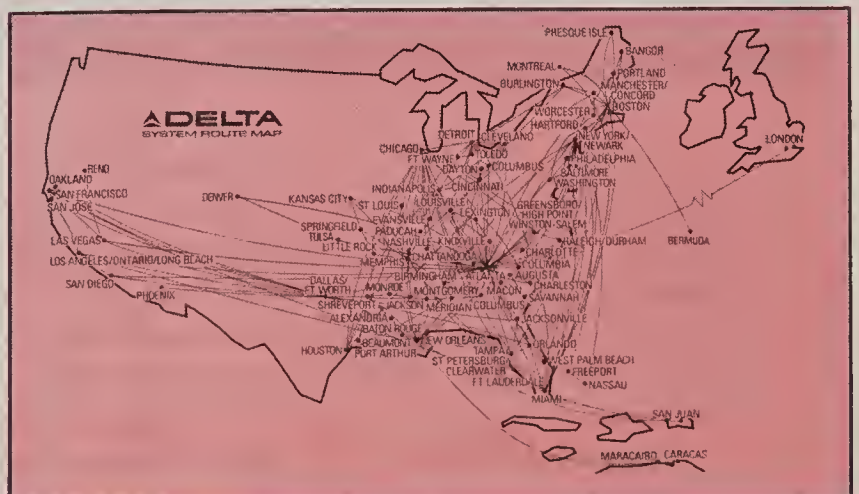 DELTA
SYSTEM ROUTE MAP
PRESQUE ISLE
BANGOR
MONTREAL
BURLINGTON
PORTLAND
MANCHESTER/
CONCORD
BOSTON
WORCESTER
HARTFORD
NEW YORK/
NEWARK
PHILADELPHIA
BALTIMORE
WASHINGTON
LONDON
BERMUDA
DETROIT
CLEVELAND
CHICAGO
FT WAYNE
TOLEDO
COLUMBUS
DAYTON
INDIANAPOLIS
CINCINNATI
RENO
OAKLAND
SAN FRANCISCO
SAN JOSE
DENVER
KANSAS CITY
ST LOUIS
LOUISVILLE
LEXINGTON
EVANSVILLE
PADUCAH
GREENSBORO/
HIGH POINT/
WINSTON-SALEM
SPRINGFIELD
TULSA
LITTLE ROCK
NASHVILLE
KNOXVILLE
RALEIGH/DURHAM
LAS VEGAS
LOS ANGELES/ONTARIO/LONG BEACH
SAN DIEGO
PHOENIX
MEMPHIS
CHATTANOOGA
CHARLOTTE
COLUMBIA
BIRMINGHAM
ATLANTA
AUGUSTA
DALLAS/
FT WORTH
MONROE
MONTGOMERY
MACON
CHARLESTON
SHREVEPORT
JACKSON
MERIDIAN
COLUMBUS
SAVANNAH
ALEXANDRIA
JACKSONVILLE
BATON ROUGE
NEW ORLEANS
HOUSTON
BEAUMONT
PORT ARTHUR
ORLANDO
TAMPA
ST PETERSBURG
CLEARWATER
WEST PALM BEACH
FREEPORT
FT LAUDERDALE
NASSAU
MIAMI
SAN JUAN
MARACAIBO
CARACAS